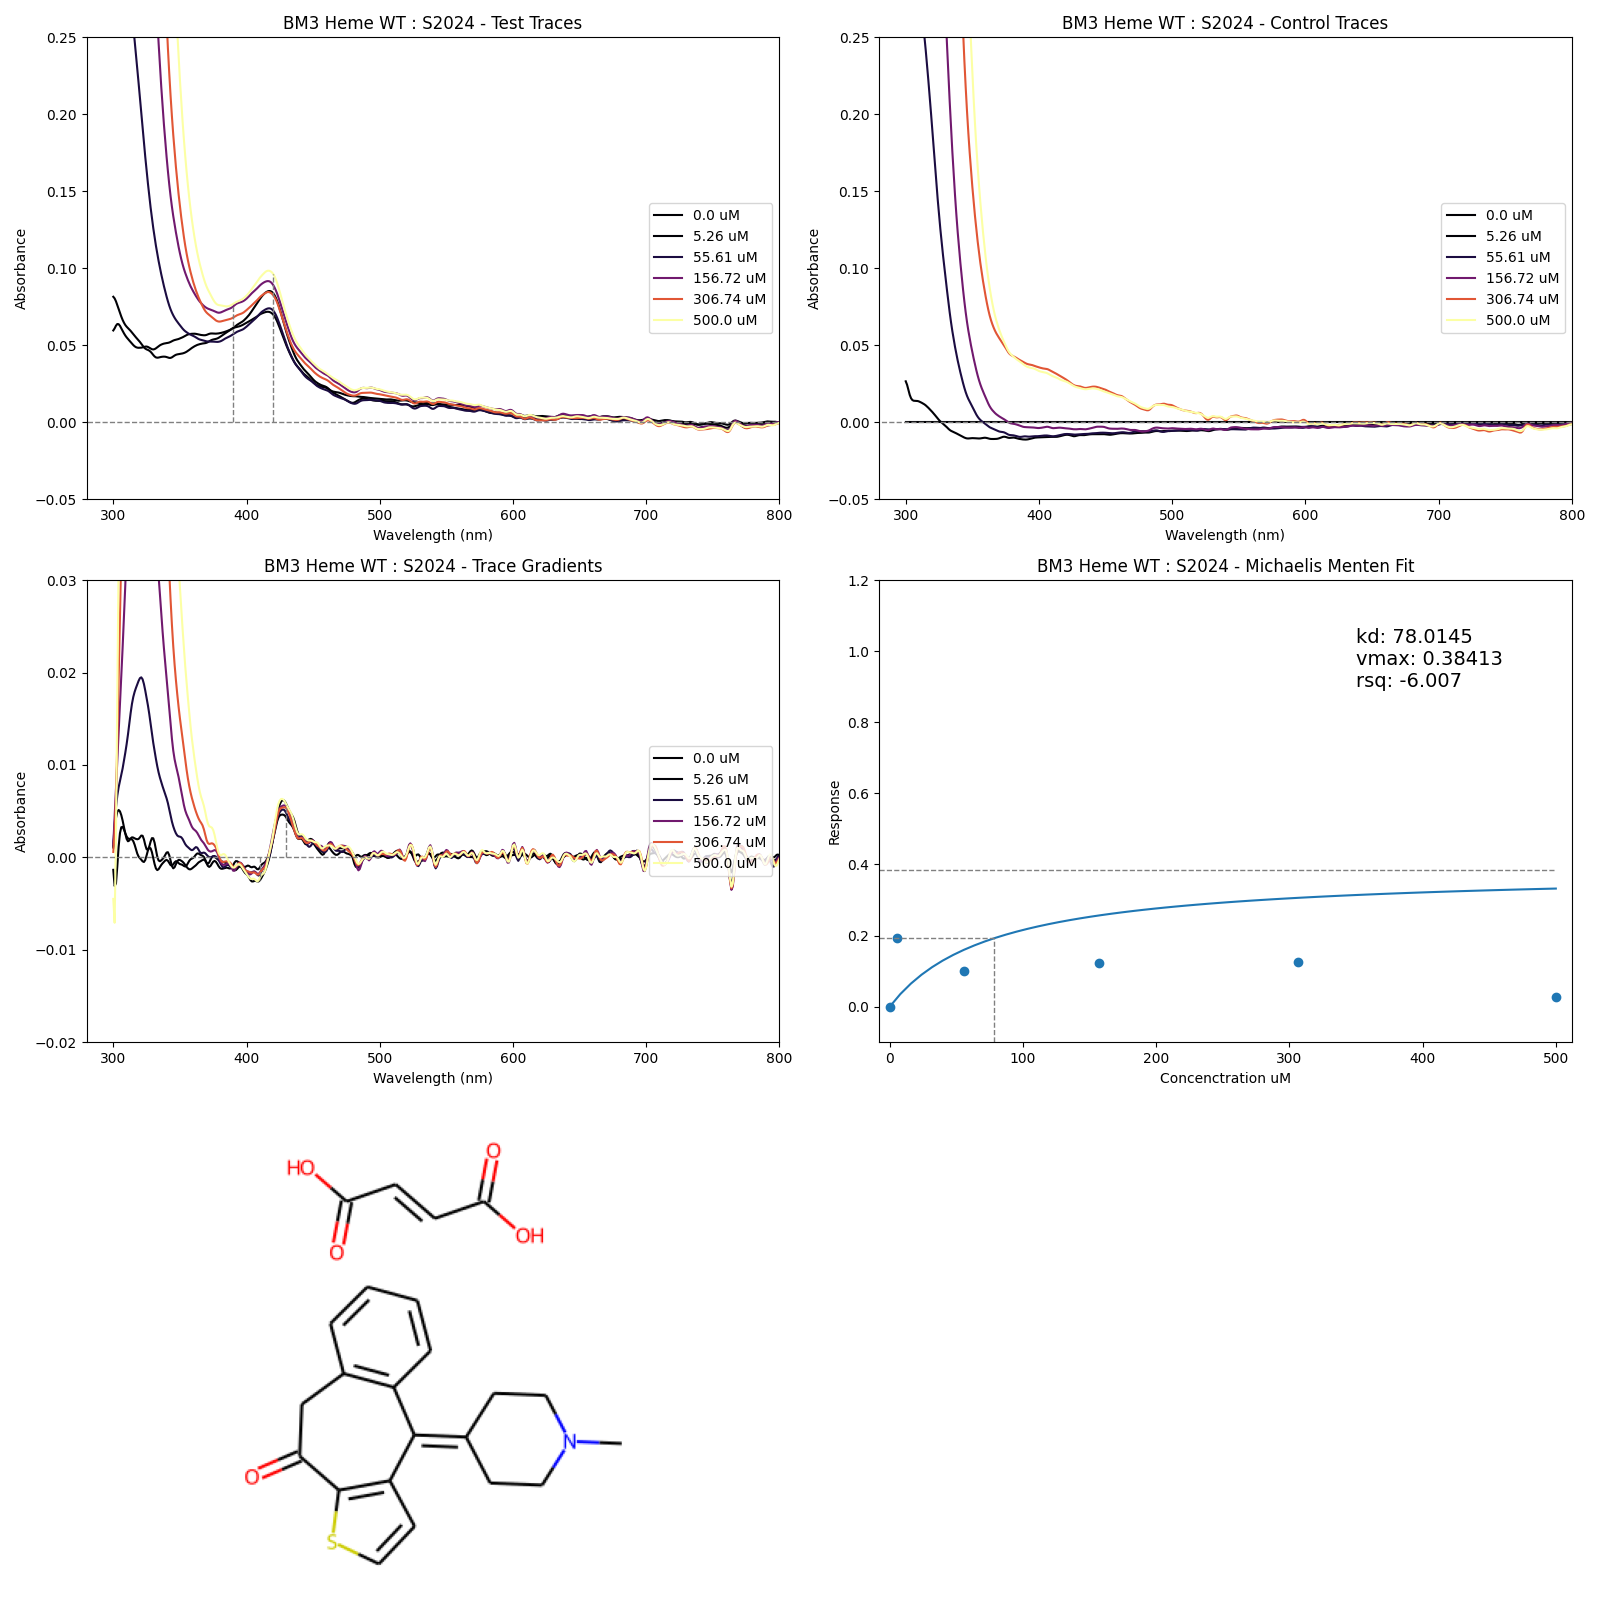 BM3 Heme WT : S2024 - Test Traces
Absorbance
0.25
0.20
0.15
0.10
0.05
0.00
−0.05
300
400
500
600
700
800
Wavelength (nm)
0.0 uM
5.26 uM
55.61 uM
156.72 uM
306.74 uM
500.0 uM
BM3 Heme WT : S2024 - Control Traces
Absorbance
0.25
0.20
0.15
0.10
0.05
0.00
−0.05
300
400
500
600
700
800
Wavelength (nm)
0.0 uM
5.26 uM
55.61 uM
156.72 uM
306.74 uM
500.0 uM
BM3 Heme WT : S2024 - Trace Gradients
Absorbance
0.03
0.02
0.01
0.00
−0.01
−0.02
300
400
500
600
700
800
Wavelength (nm)
0.0 uM
5.26 uM
55.61 uM
156.72 uM
306.74 uM
500.0 uM
BM3 Heme WT : S2024 - Michaelis Menten Fit
Response
1.2
1.0
0.8
0.6
0.4
0.2
0.0
0
100
200
300
400
500
Concenctration uM
kd: 78.0145
vmax: 0.38413
rsq: -6.007
HO
O
O
OH
O
N
S